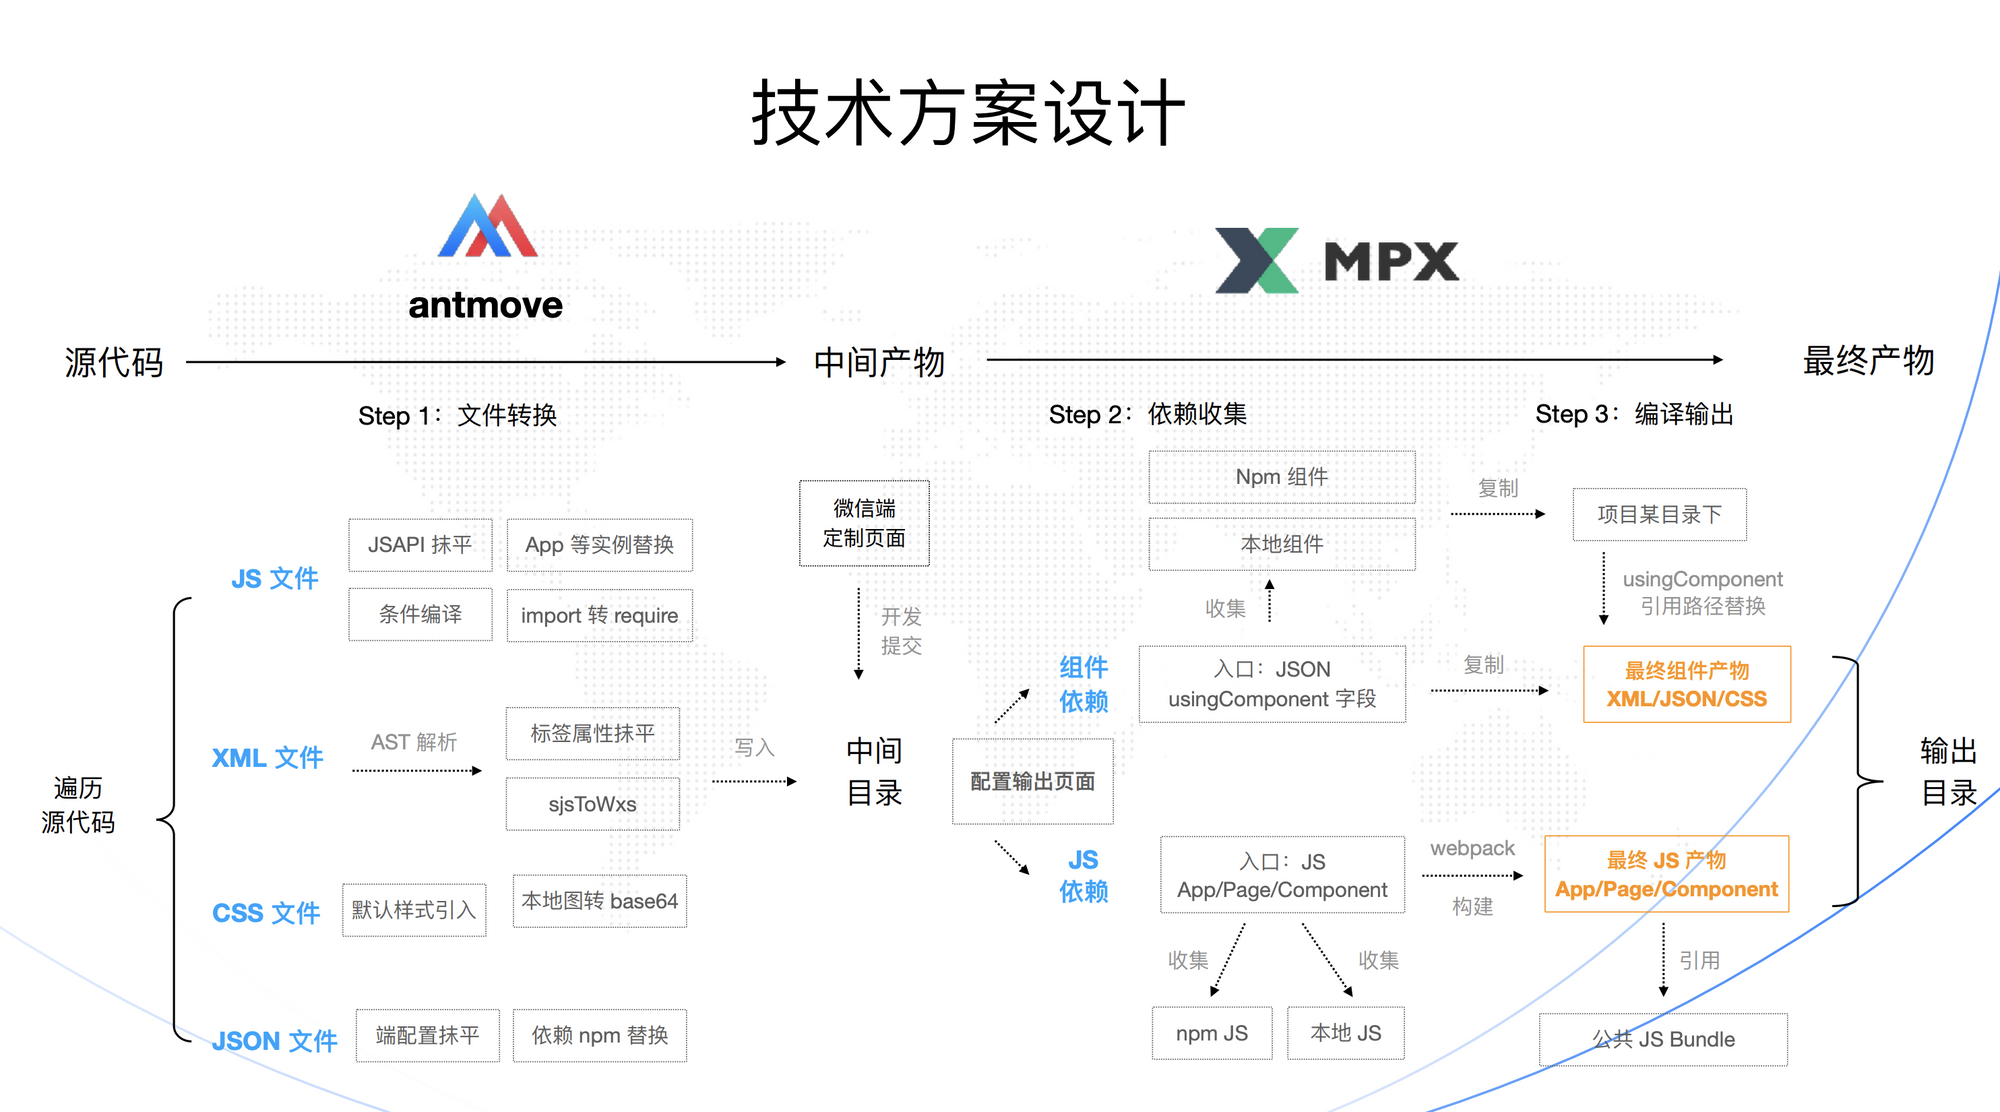 技术方案设计
antmove
MPX
源代码
中间产物
最终产物
Step 1：文件转换
Step 2：依赖收集
Step 3：编译输出
遍历
源代码
JS 文件
JSAPI 抹平
App 等实例替换
条件编译
import 转 require
XML 文件
AST 解析
标签属性抹平
sjsToWxs
CSS 文件
默认样式引入
本地图转 base64
JSON 文件
端配置抹平
依赖 npm 替换
写入
微信端
定制页面
开发
提交
中间
目录
配置输出页面
组件
依赖
Npm 组件
本地组件
收集
入口：JSON
usingComponent 字段
复制
项目某目录下
usingComponent
引用路径替换
复制
最终组件产物
XML/JSON/CSS
JS
依赖
入口：JS
App/Page/Component
webpack
构建
最终 JS 产物
App/Page/Component
收集
收集
npm JS
本地 JS
引用
公共 JS Bundle
输出
目录